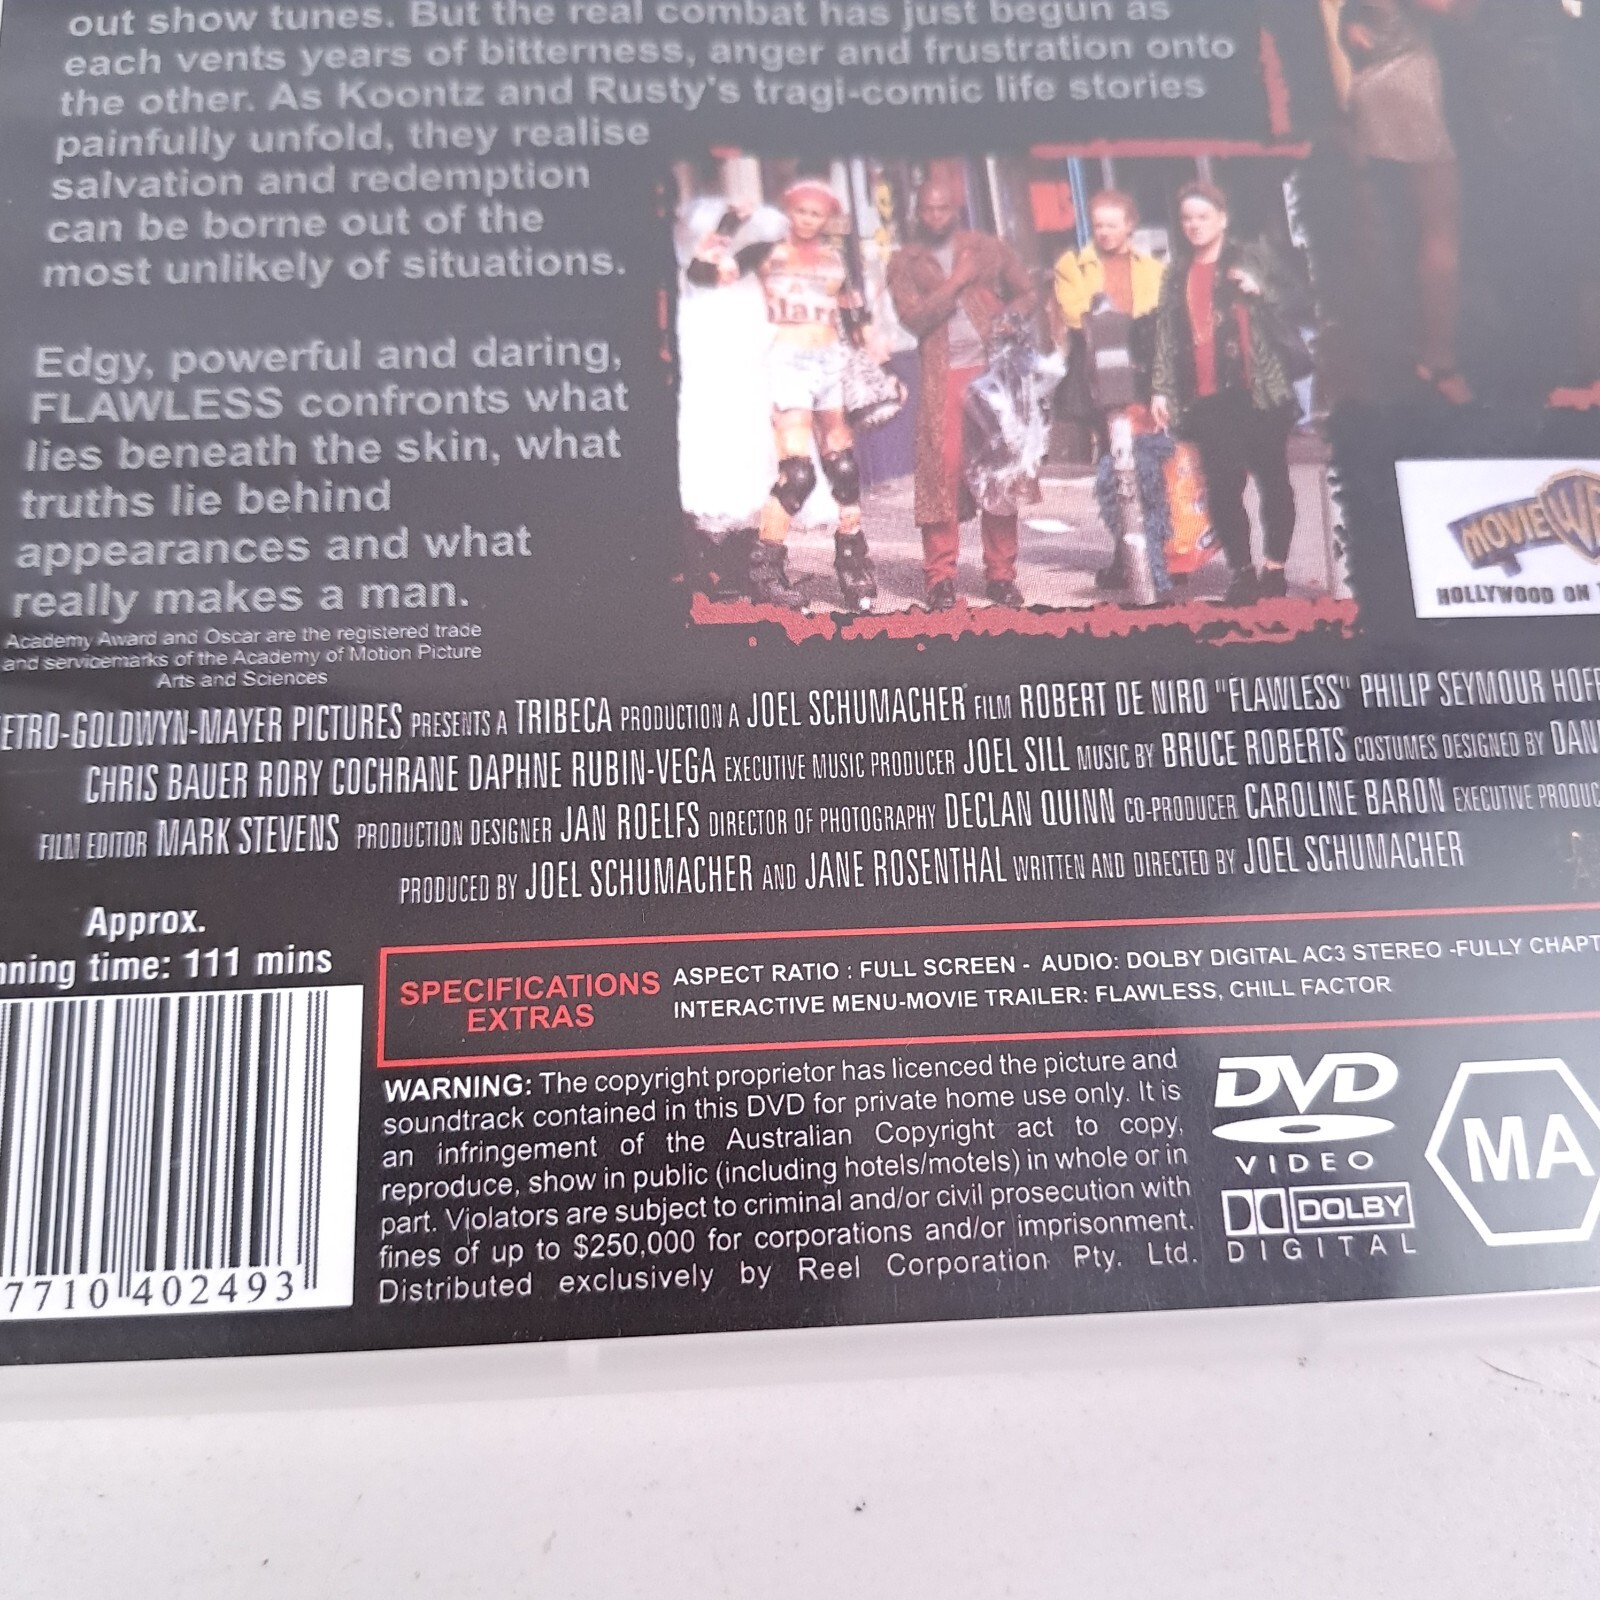 out show tunes. But the real combat has just begun as
each vents years of bitterness, anger and frustration onto
the other. As Koontz and Rusty's tragi-comic life stories
painfully unfold, they realise
salvation and redemption
can be borne out of the
most unlikely of situations.
Edgy, powerful and daring,
FLAWLESS confronts what
lies beneath the skin, what
truths lie behind
appearances and what
really makes a man.
Academy Award and Oscar are the registered trade
and servicemarks of the Academy of Motion Picture
Arts and Sciences
MOVIE
HOLLYWOOD ON
ETRO-GOLDWYN-MAYER PICTURES PRESENTS A TRIBECA PRODUCTION A JOEL SCHUMACHER FILM ROBERT DE NIRO "FLAWLESS" PHILIP SEYMOUR HOFF
CHRIS BAUER RORY COCHRANE DAPHNE RUBIN-VEGA EXECUTIVE MUSIC PRODUCER JOEL SILL MUSIC BY BRUCE ROBERTS COSTUMES DESIGNED BY DANI
FILM EDITOR MARK STEVENS PRODUCTION DESIGNER JAN ROELFS DIRECTOR OF PHOTOGRAPHY DECLAN QUINN CO-PRODUCER CAROLINE BARON EXECUTIVE PRODUC
PRODUCED BY JOEL SCHUMACHER AND JANE ROSENTHAL WRITTEN AND DIRECTED BY JOEL SCHUMACHER
Approx.
nning time: 111 mins
SPECIFICATIONS
EXTRAS
ASPECT RATIO : FULL SCREEN - AUDIO: DOLBY DIGITAL AC3 STEREO -FULLY CHAPT
INTERACTIVE MENU-MOVIE TRAILER: FLAWLESS, CHILL FACTOR
WARNING: The copyright proprietor has licenced the picture and
soundtrack contained in this DVD for private home use only. It is
an infringement of the Australian Copyright act to copy,
reproduce, show in public (including hotels/motels) in whole or in
part. Violators are subject to criminal and/or civil prosecution with
fines of up to $250,000 for corporations and/or imprisonment.
Distributed exclusively by Reel Corporation Pty. Ltd.
DVD
VIDEO
DOLBY
DIGITAL
MA
7710 402493